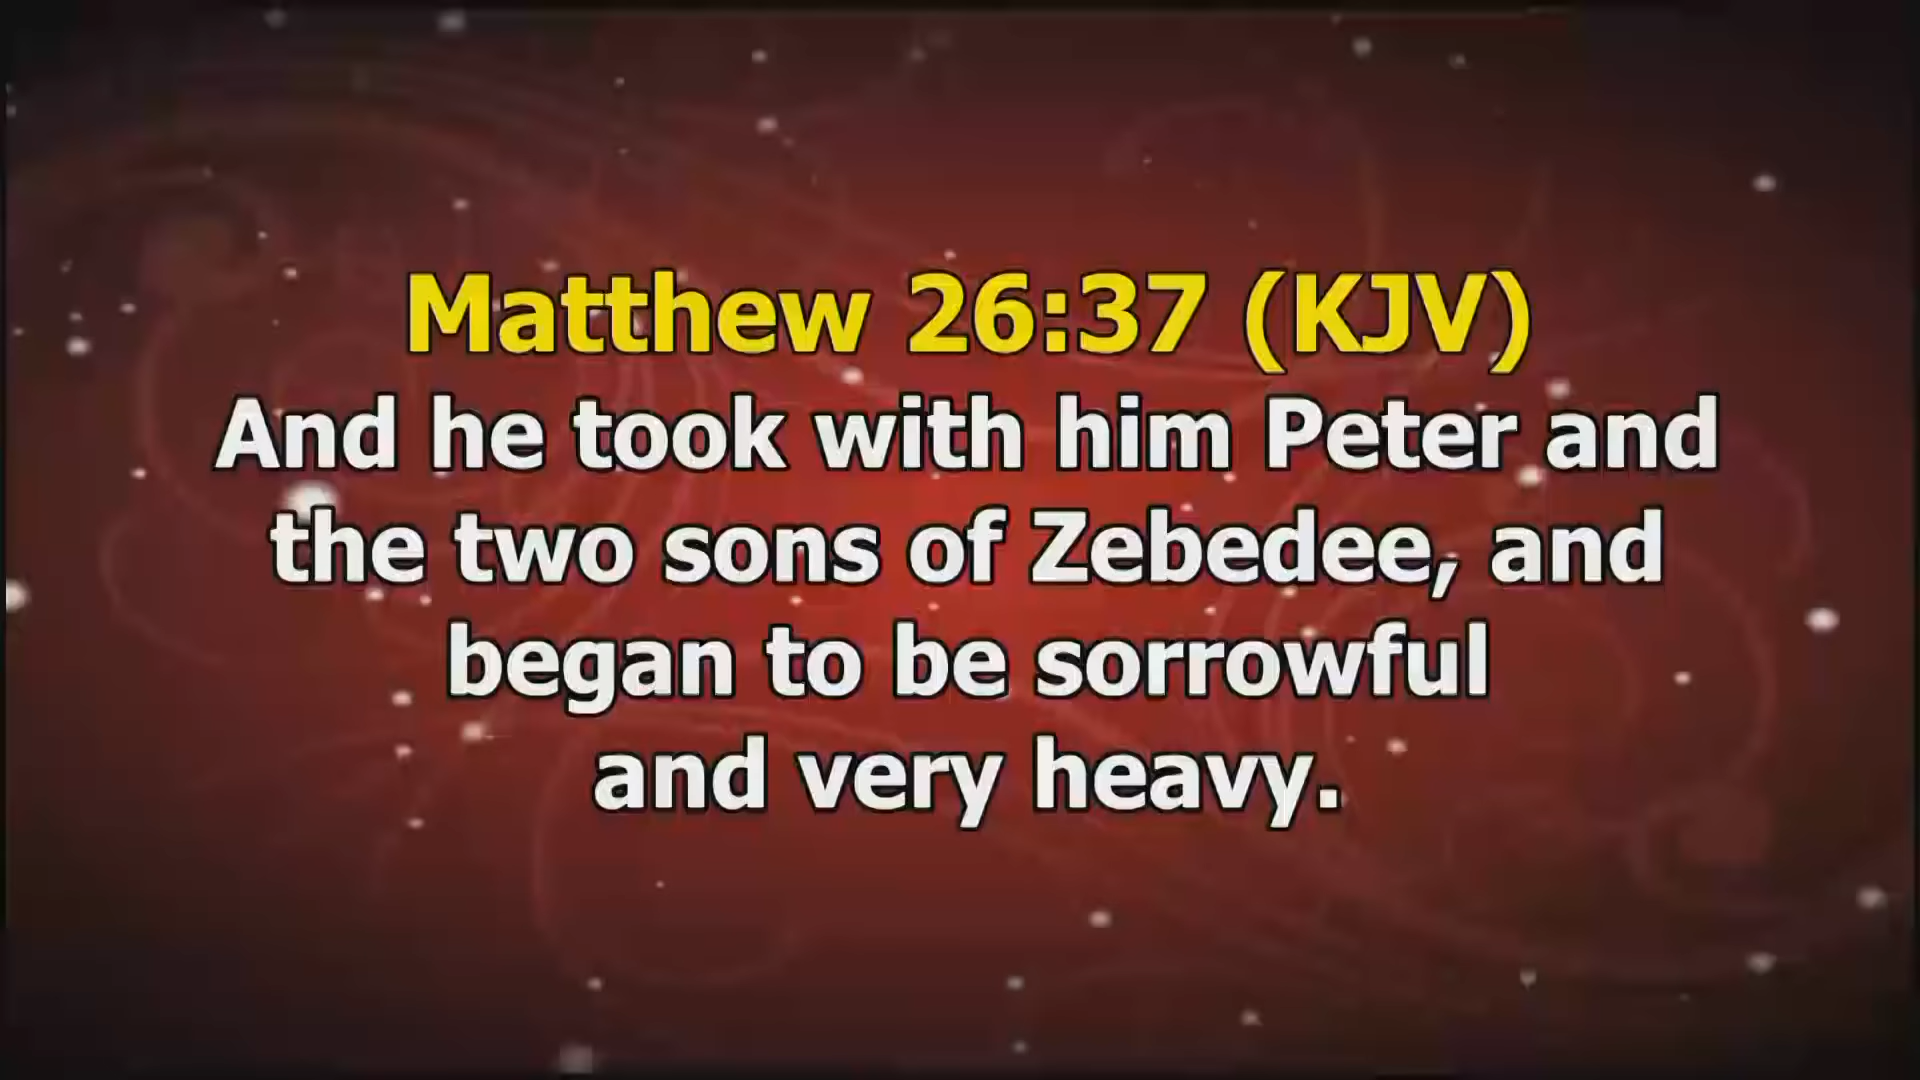 Matthew 26:37 (KJV)
And he took with him Peter and
the two sons of Zebedee, and
began to be sorrowful
and very heavy.